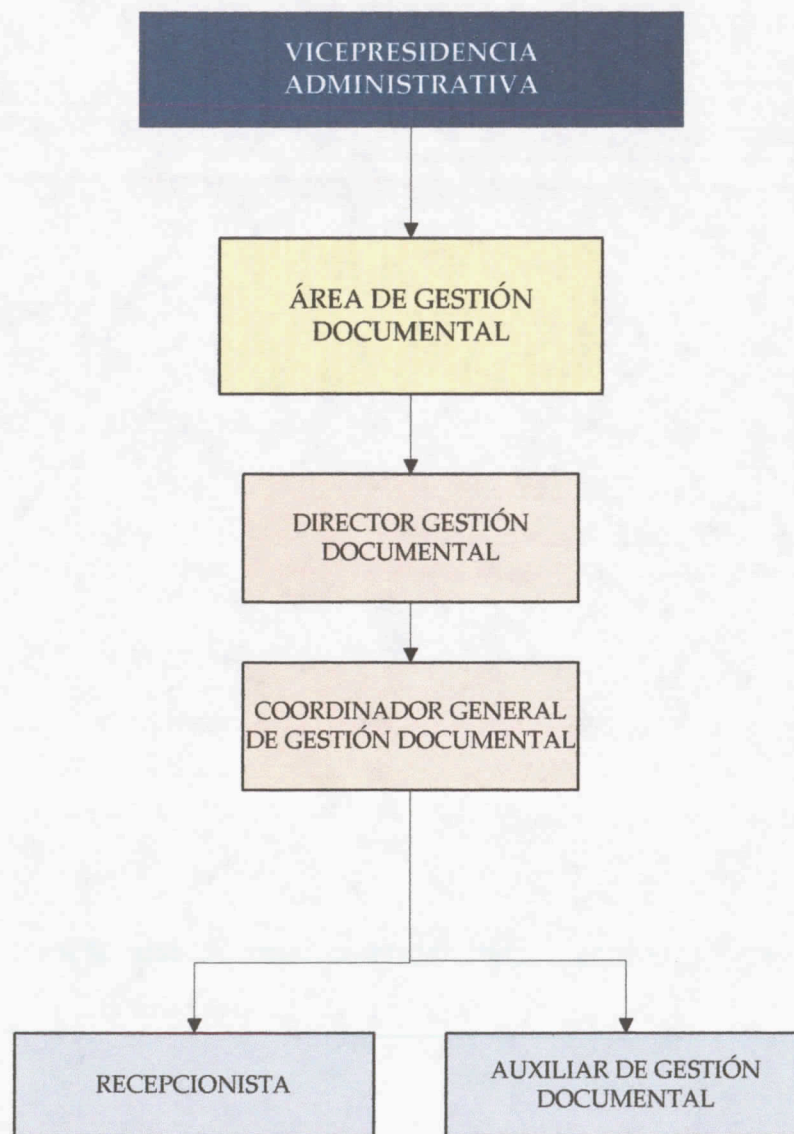 VICEPRESIDENCIA
ADMINISTRATIVA
ÁREA DE GESTIÓN
DOCUMENTAL
DIRECTOR GESTIÓN
DOCUMENTAL
COORDINADOR GENERAL
DE GESTIÓN DOCUMENTAL
RECEPCIONISTA
AUXILIAR DE GESTIÓN
DOCUMENTAL